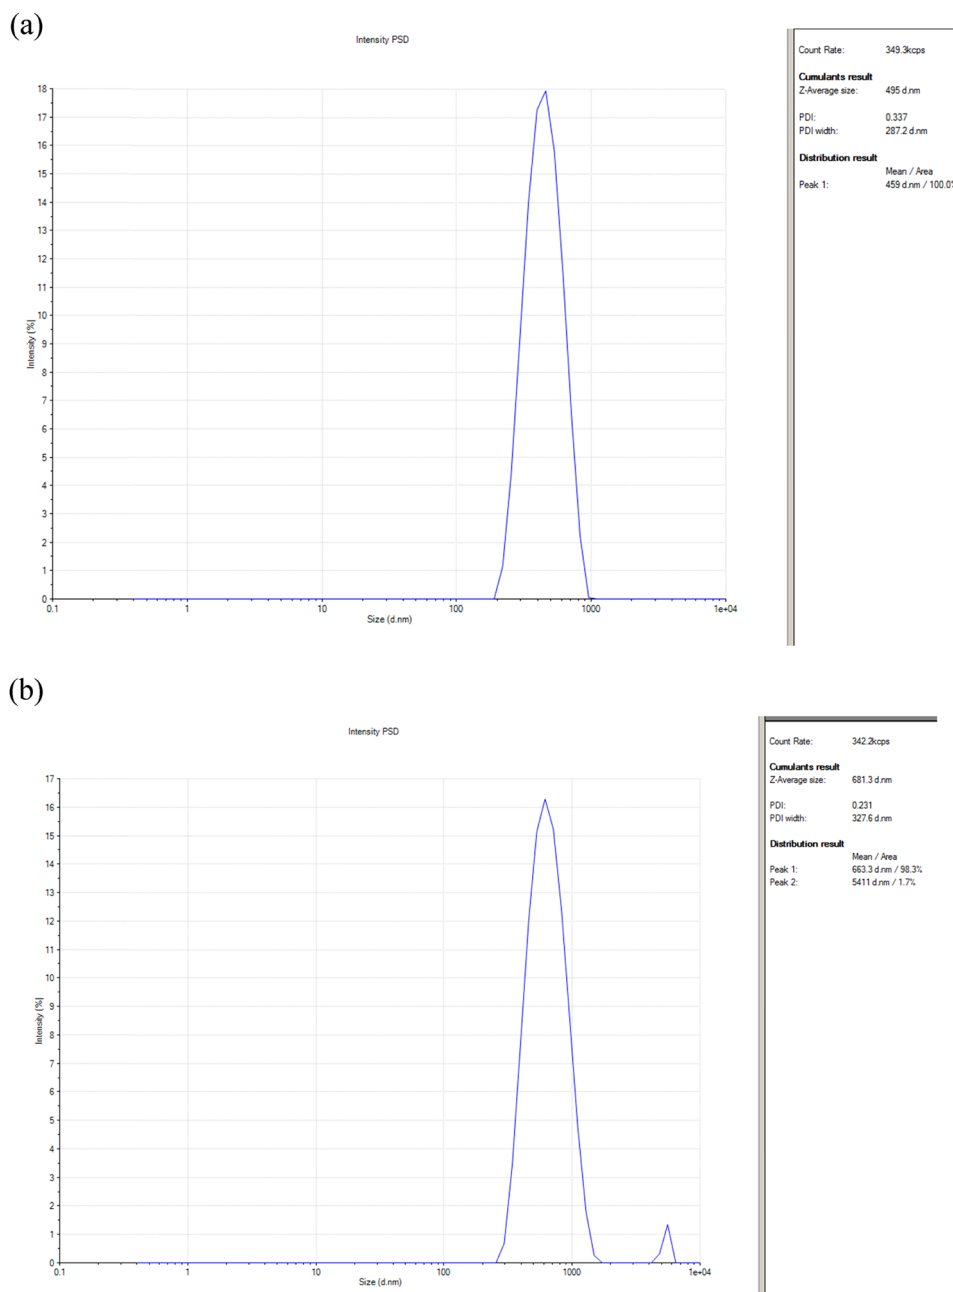 (a)
Intensity PSD
Count Rate: 349.3kcps
Cumulants result
Z-Average size: 495 d.nm
PDI: 0.337
PDI width: 287.2 d.nm
Distribution result
Mean / Area
Peak 1: 459 d.nm / 100.0%
18
17
16
15
14
13
12
11
10
9
8
7
6
5
4
3
2
1
0
Intensity [%]
0.1 1 10 100 1000 1e+04
Size (d.nm)
(b)
Intensity PSD
Count Rate: 342.2kcps
Cumulants result
Z-Average size: 681.3 d.nm
PDI: 0.231
PDI width: 327.6 d.nm
Distribution result
Mean / Area
Peak 1: 663.3 d.nm / 98.3%
Peak 2: 5411 d.nm / 1.7%
17
16
15
14
13
12
11
10
9
8
7
6
5
4
3
2
1
0
Intensity [%]
0.1 1 10 100 1000 1e+04
Size (d.nm)